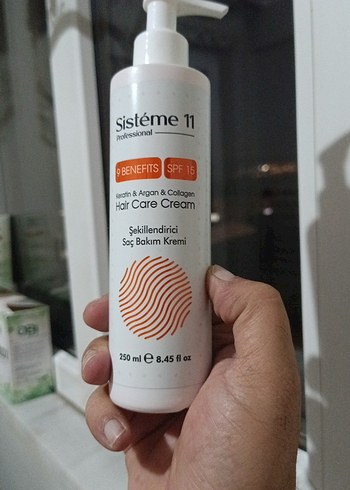 Sistéme 11
Professional
9 BENEFITS SPF 15
Keratin & Argan & Collagen
Hair Care Cream
Şekillendirici
Saç Bakım Kremi
250 ml ℮ 8.45 fl oz